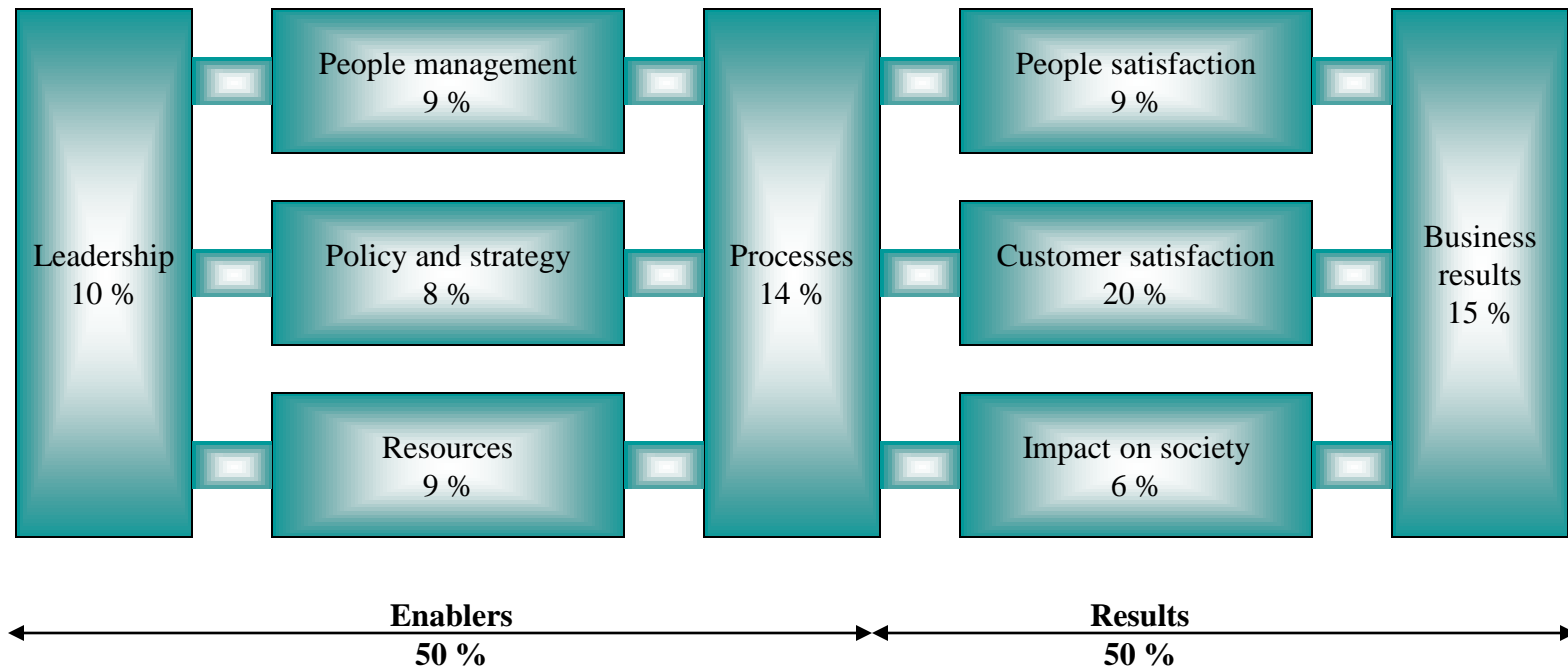 Leadership
10 %
People management
9 %
Policy and strategy
8 %
Resources
9 %
Processes
14 %
People satisfaction
9 %
Customer satisfaction
20 %
Impact on society
6 %
Business
results
15 %
Enablers
50 %
Results
50 %